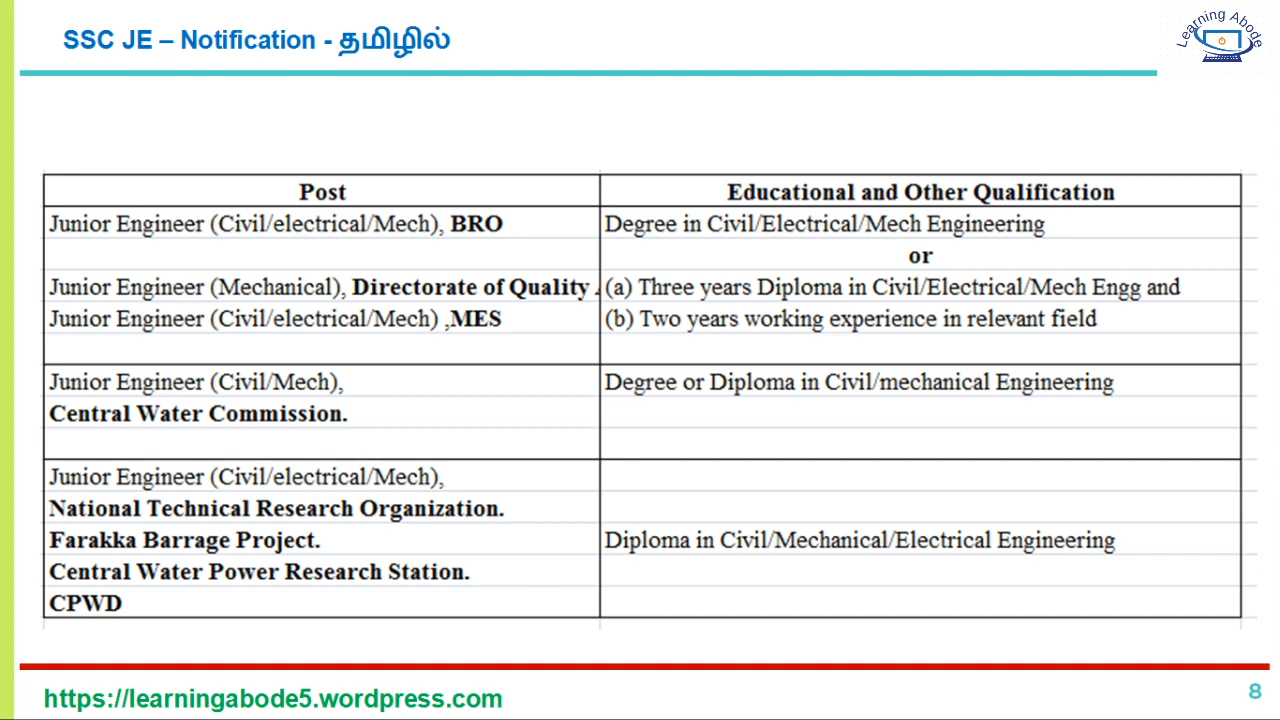 SSC JE – Notification - தமிழில்
Learning Abode
Post
Educational and Other Qualification
Junior Engineer (Civil/electrical/Mech), BRO
Degree in Civil/Electrical/Mech Engineering
or
Junior Engineer (Mechanical), Directorate of Quality
(a) Three years Diploma in Civil/Electrical/Mech Engg and
Junior Engineer (Civil/electrical/Mech) ,MES
(b) Two years working experience in relevant field
Junior Engineer (Civil/Mech),
Degree or Diploma in Civil/mechanical Engineering
Central Water Commission.
Junior Engineer (Civil/electrical/Mech),
National Technical Research Organization.
Farakka Barrage Project.
Diploma in Civil/Mechanical/Electrical Engineering
Central Water Power Research Station.
CPWD
https://learningabode5.wordpress.com
8